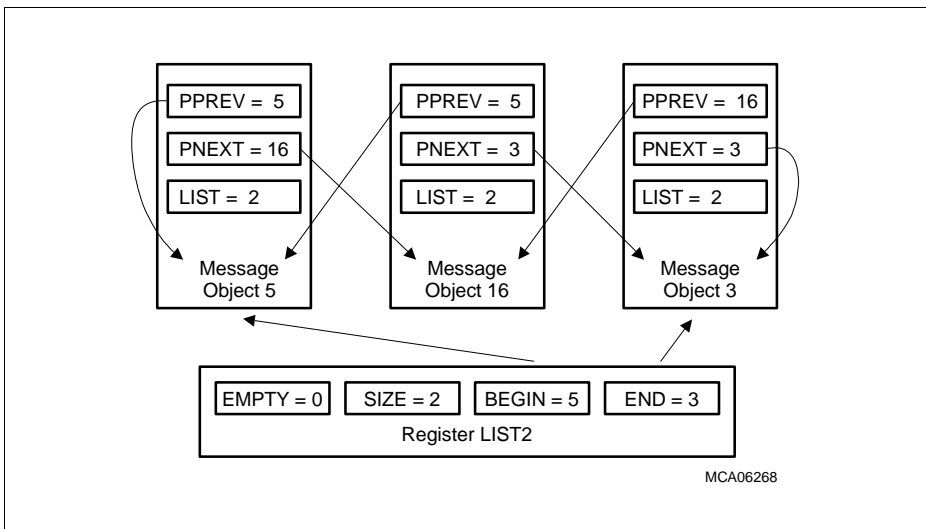 PPREV = 5
PNEXT = 16
LIST = 2
Message
Object 5
PPREV = 5
PNEXT = 3
LIST = 2
Message
Object 16
PPREV = 16
PNEXT = 3
LIST = 2
Message
Object 3
EMPTY = 0
SIZE = 2
BEGIN = 5
END = 3
Register LIST2
MCA06268